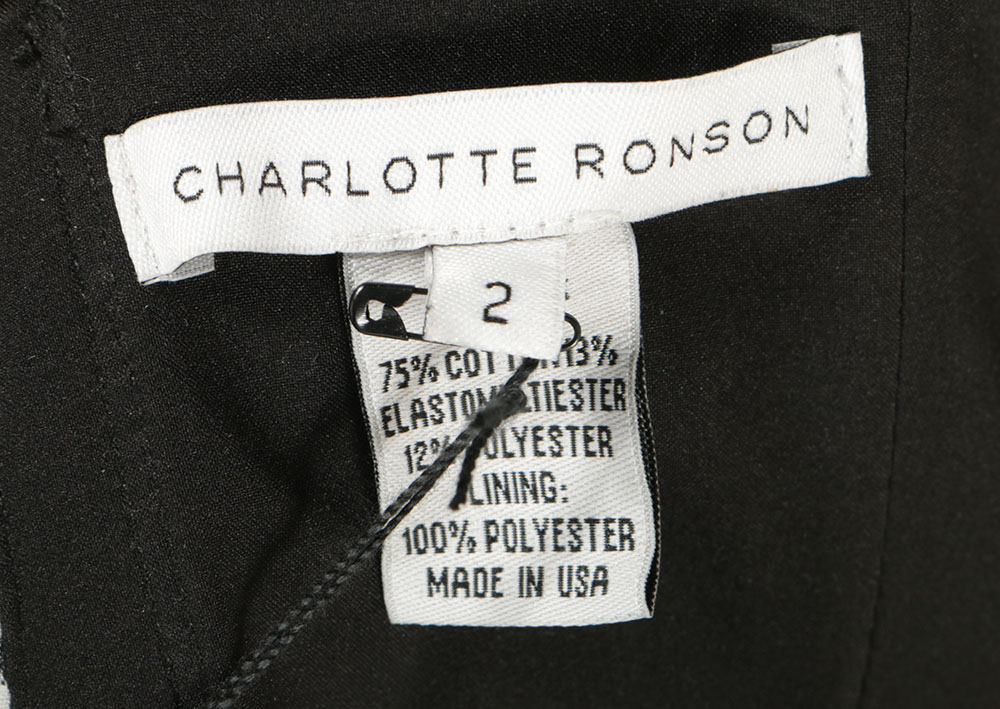 CHARLOTTE RONSON
2
75% 13%
12%
LINING:
100% POLYESTER
MADE IN USA